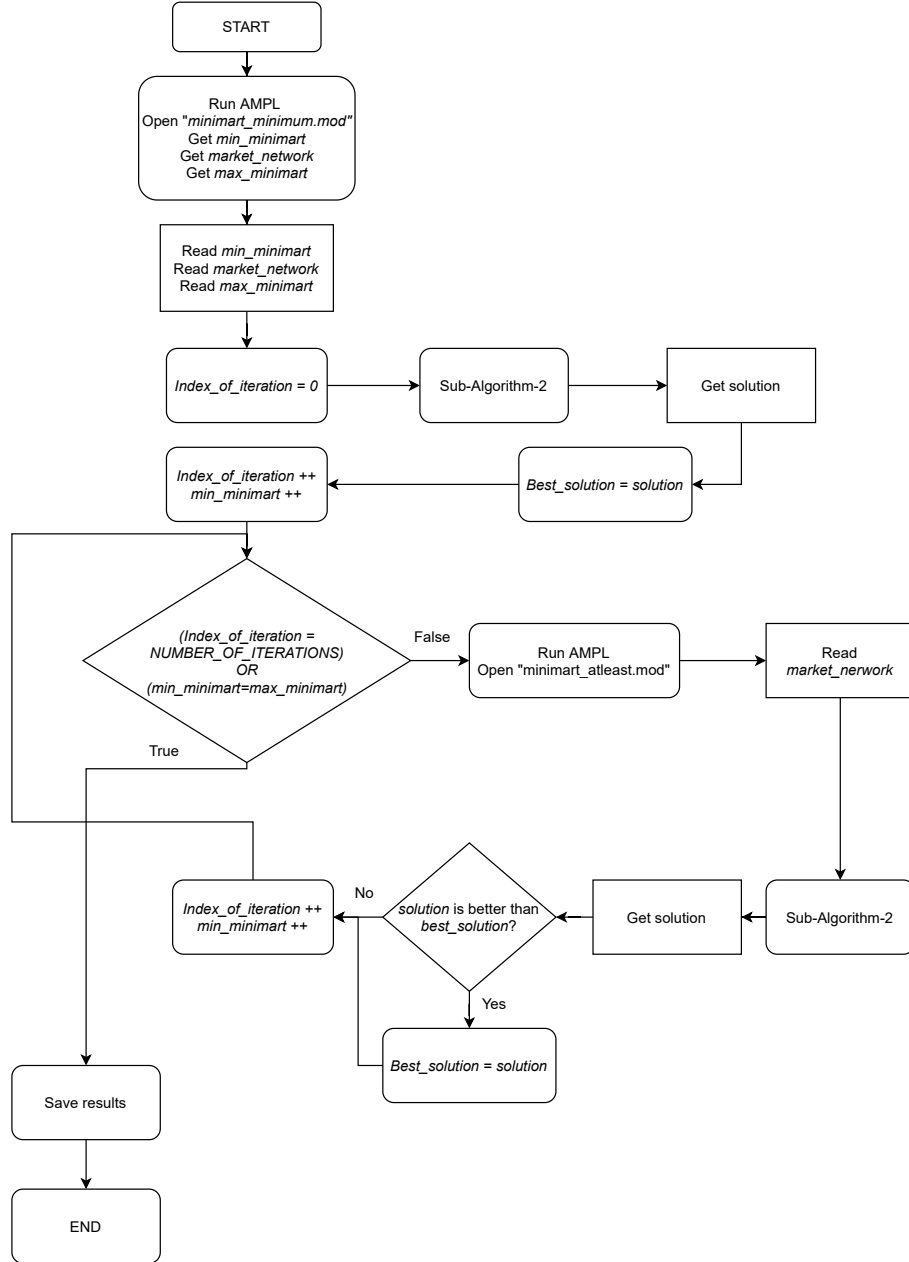 START
Run AMPL
Open "minimart_minimum.mod"
Get min_minimart
Get market_network
Get max_minimart
Read min_minimart
Read market_network
Read max_minimart
Index_of_iteration = 0
Sub-Algorithm-2
Get solution
Best_solution = solution
Index_of_iteration ++
min_minimart ++
(Index_of_iteration =
NUMBER_OF_ITERATIONS)
OR
(min_minimart=max_minimart)
False
Run AMPL
Open "minimart_atleast.mod"
Read
market_nerwork
True
Sub-Algorithm-2
Get solution
solution is better than
best_solution?
No
Index_of_iteration ++
min_minimart ++
Yes
Best_solution = solution
Save results
END